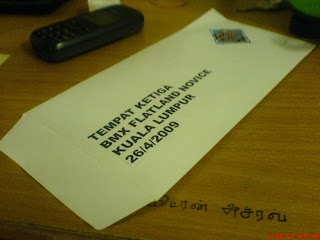 TEMPAT KETIGA
BMX FLATLAND NOVICE
KUALA LUMPUR
26/4/2009